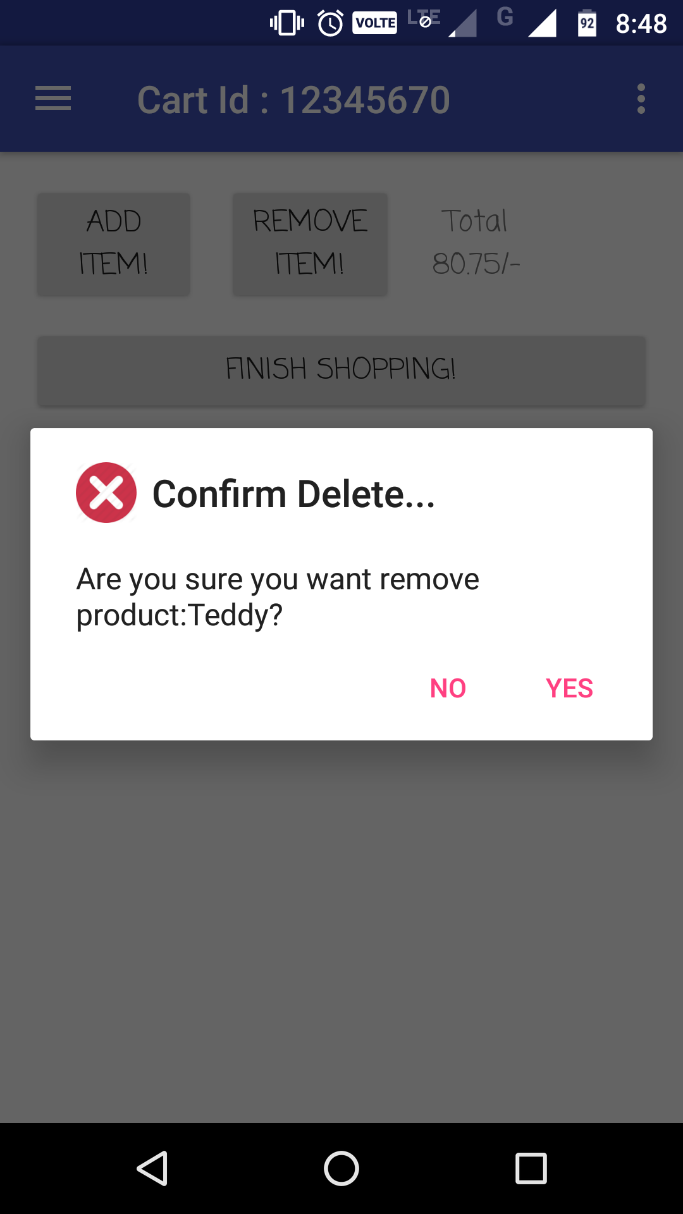 VOLTE LTE G 92 8:48
Cart Id : 12345670
ADD
ITEM!
REMOVE
ITEM!
Total
80.75/-
FINISH SHOPPING!
Confirm Delete...
Are you sure you want remove
product:Teddy?
NO YES